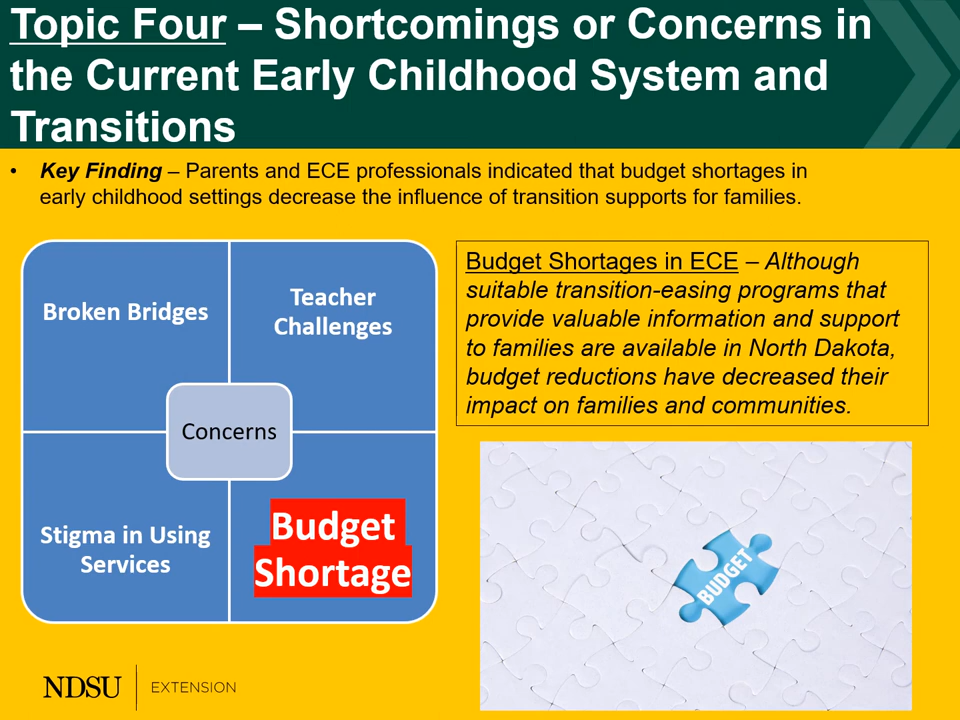 Topic Four – Shortcomings or Concerns in
the Current Early Childhood System and
Transitions
• Key Finding – Parents and ECE professionals indicated that budget shortages in
early childhood settings decrease the influence of transition supports for families.
Broken Bridges
Teacher
Challenges
Concerns
Stigma in Using
Services
Budget
Shortage
Budget Shortages in ECE – Although
suitable transition-easing programs that
provide valuable information and support
to families are available in North Dakota,
budget reductions have decreased their
impact on families and communities.
BUDGET
NDSU EXTENSION